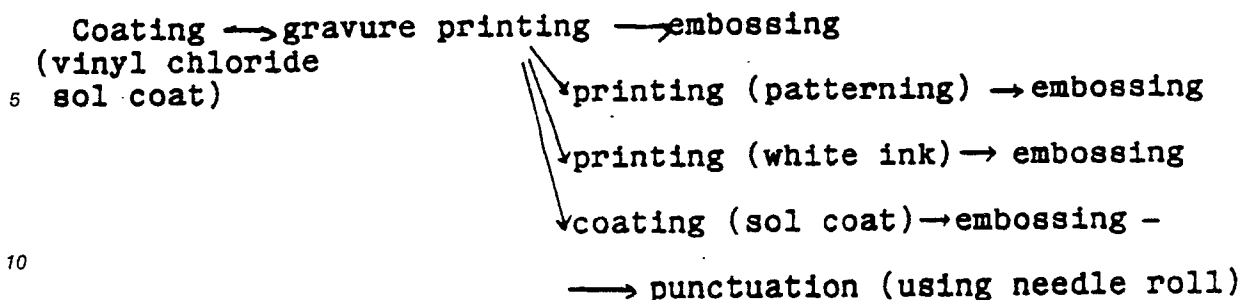 Coating → gravure printing → embossing
(vinyl chloride
5 sol coat)
printing (patterning) → embossing
printing (white ink) → embossing
coating (sol coat) → embossing –
10
→ punctuation (using needle roll)